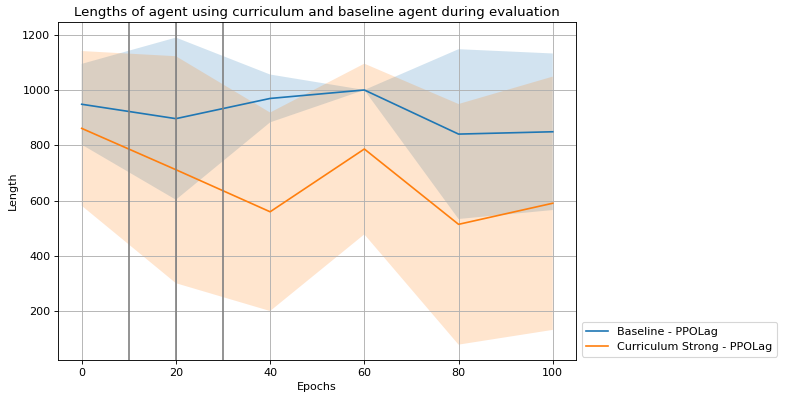 Lengths of agent using curriculum and baseline agent during evaluation
1200
1000
800
600
400
200
Length
0 20 40 60 80 100
Epochs
Baseline - PPOLag
Curriculum Strong - PPOLag